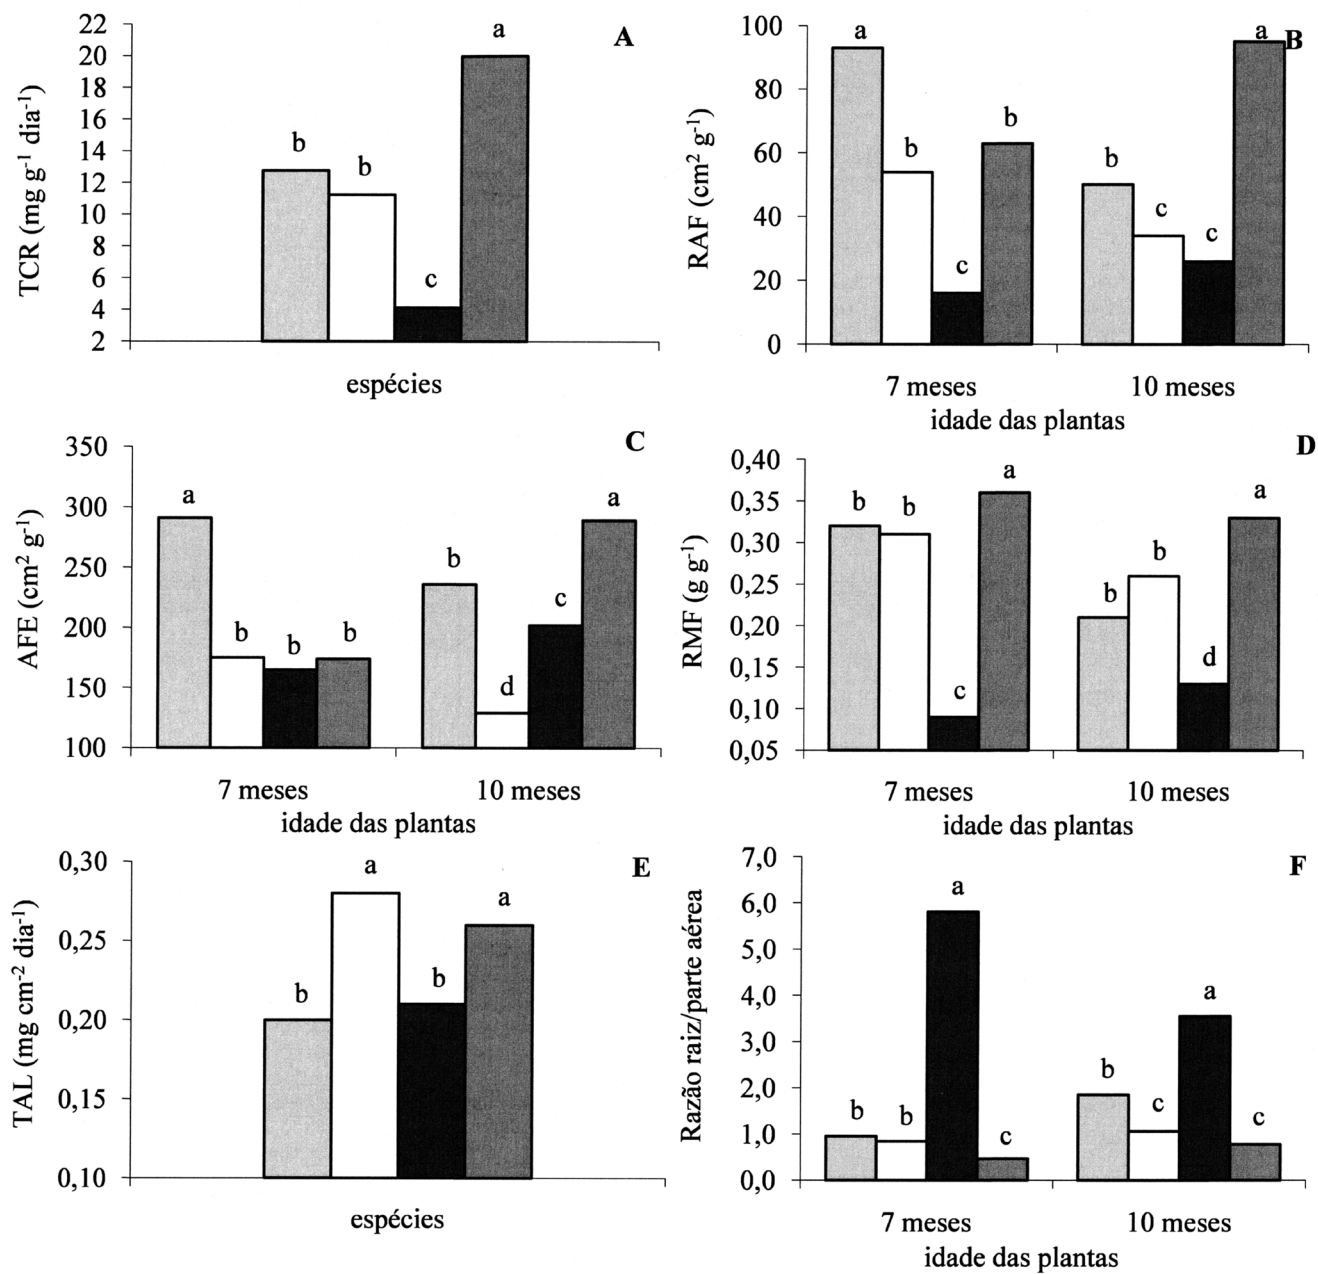 A
TCR (mg g⁻¹ dia⁻¹)
22
20
18
16
14
12
10
8
6
4
2
b
b
c
a
espécies
B
RAF (cm² g⁻¹)
100
80
60
40
20
0
a
b
c
b
b
c
c
a
7 meses 10 meses
idade das plantas
C
AFE (cm² g⁻¹)
350
300
250
200
150
100
a
b
b
b
b
d
c
a
7 meses 10 meses
idade das plantas
D
RMF (g g⁻¹)
0,40
0,35
0,30
0,25
0,20
0,15
0,10
0,05
b
b
c
a
b
b
d
a
7 meses 10 meses
idade das plantas
E
TAL (mg cm⁻² dia⁻¹)
0,30
0,25
0,20
0,15
0,10
b
a
b
a
espécies
F
Razão raiz/parte aérea
7,0
6,0
5,0
4,0
3,0
2,0
1,0
0,0
b
b
a
c
b
c
a
c
7 meses 10 meses
idade das plantas